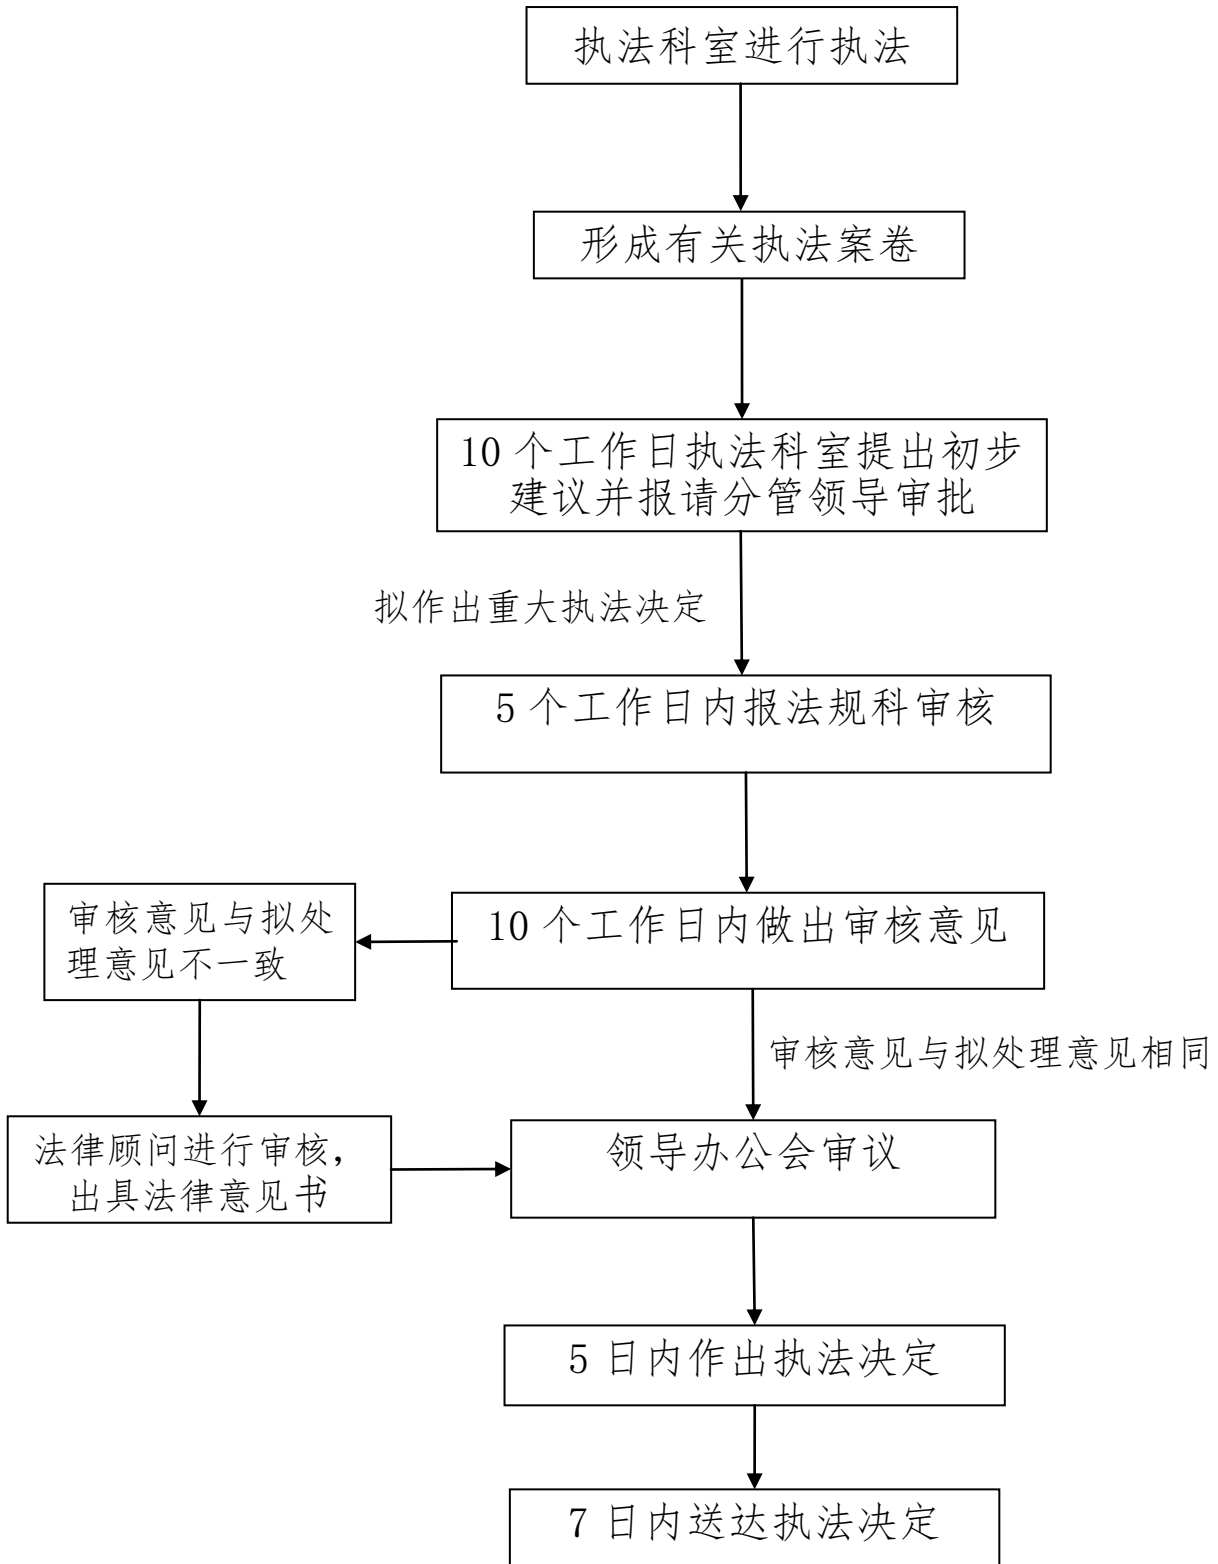 执法科室进行执法
形成有关执法案卷
10 个工作日执法科室提出初步
建议并报请分管领导审批
拟作出重大执法决定
5 个工作日内报法规科审核
10 个工作日内做出审核意见
审核意见与拟处
理意见不一致
审核意见与拟处理意见相同
法律顾问进行审核，
出具法律意见书
领导办公会审议
5 日内作出执法决定
7 日内送达执法决定